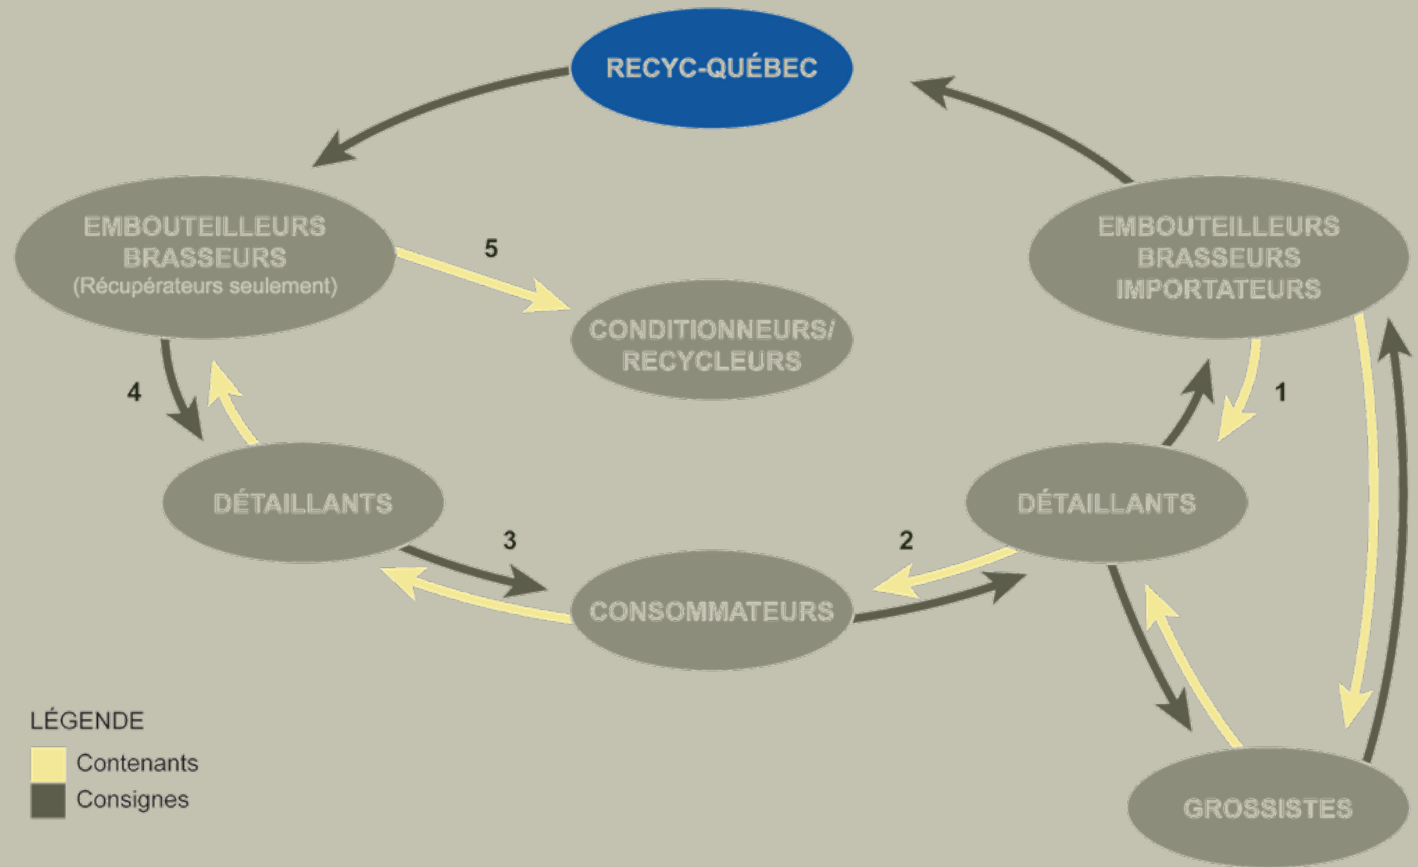 RECYC-QUÉBEC
EMBOUTEILLEURS
BRASSEURS
(Récupérateurs seulement)
5
CONDITIONNEURS/
RECYCLEURS
EMBOUTEILLEURS
BRASSEURS
IMPORTATEURS
4
1
DÉTAILLANTS
DÉTAILLANTS
3
2
CONSOMMATEURS
LÉGENDE
Contenants
Consignes
GROSSISTES